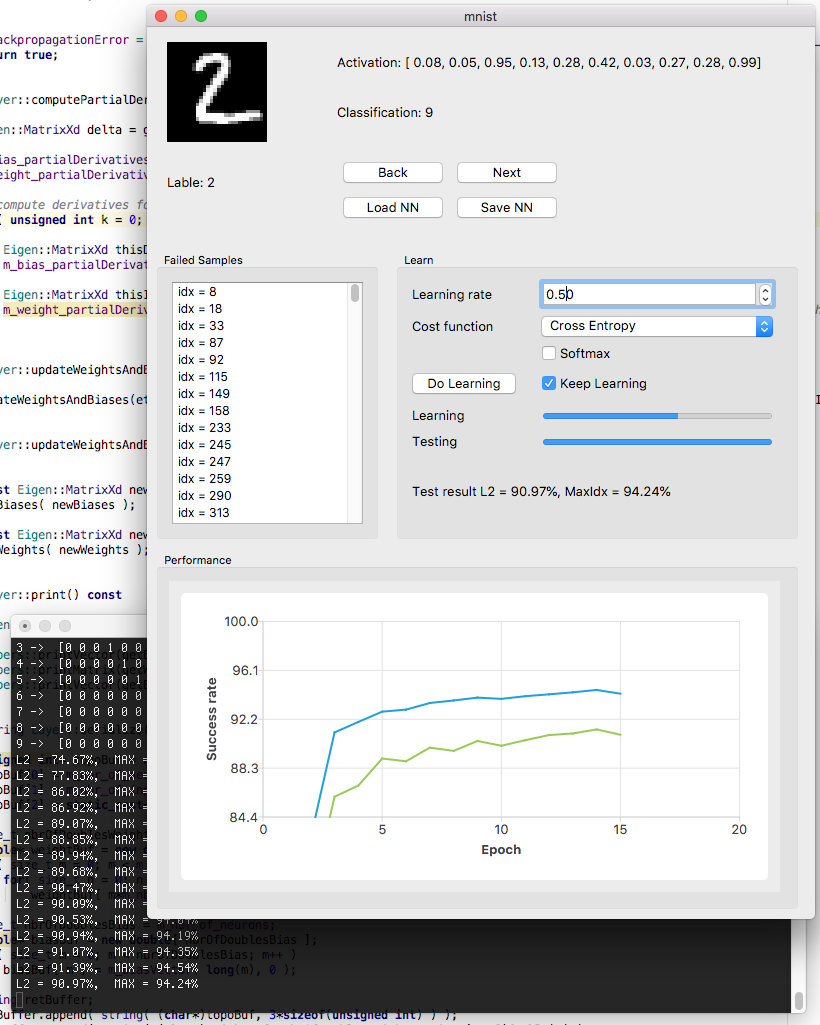 mnist
ackpropagationError =
urn true;
yer::computePartialDer
en::MatrixXd delta = g
ias_partialDerivatives
eight_partialDerivativ
compute derivatives fo
( unsigned int k = 0;
Eigen::MatrixXd thisD
m_bias_partialDerivat
Eigen::MatrixXd thisI
m_weight_partialDeriv
yer::updateWeightsAndB
ateWeightsAndBiases(et
yer::updateWeightsAndB
st Eigen::MatrixXd new
Biases( newBiases );
st Eigen::MatrixXd new
Weights( newWeights );
yer::print() const
2
Activation: [ 0.08, 0.05, 0.95, 0.13, 0.28, 0.42, 0.03, 0.27, 0.28, 0.99]
Classification: 9
Lable: 2
Back
Next
Load NN
Save NN
Failed Samples
idx = 8
idx = 18
idx = 33
idx = 87
idx = 92
idx = 115
idx = 149
idx = 158
idx = 233
idx = 245
idx = 247
idx = 259
idx = 290
idx = 313
Learn
Learning rate
0.50
Cost function
Cross Entropy
Softmax
Do Learning
Keep Learning
Learning
Testing
Test result L2 = 90.97%, MaxIdx = 94.24%
Performance
Success rate
100.0
96.1
92.2
88.3
84.4
0 5 10 15 20
Epoch
3 -> [0 0 0 1 0 0
4 -> [0 0 0 0 1 0
5 -> [0 0 0 0 0 1
6 -> [0 0 0 0 0 0
7 -> [0 0 0 0 0 0
8 -> [0 0 0 0 0 0
9 -> [0 0 0 0 0 0
L2 = 74.67%, MAX =
L2 = 77.83%, MAX =
L2 = 86.02%, MAX =
L2 = 86.92%, MAX =
L2 = 89.07%, MAX =
L2 = 88.85%, MAX =
L2 = 89.94%, MAX =
L2 = 89.68%, MAX =
L2 = 90.47%, MAX =
L2 = 90.09%, MAX =
L2 = 90.53%, MAX =
L2 = 90.94%, MAX = 94.19%
L2 = 91.07%, MAX = 94.35%
L2 = 91.39%, MAX = 94.54%
L2 = 90.97%, MAX = 94.24%
retBuffer;
Buffer.append( string( (char*)topoBuf, 3*sizeof(unsigned int) ) );